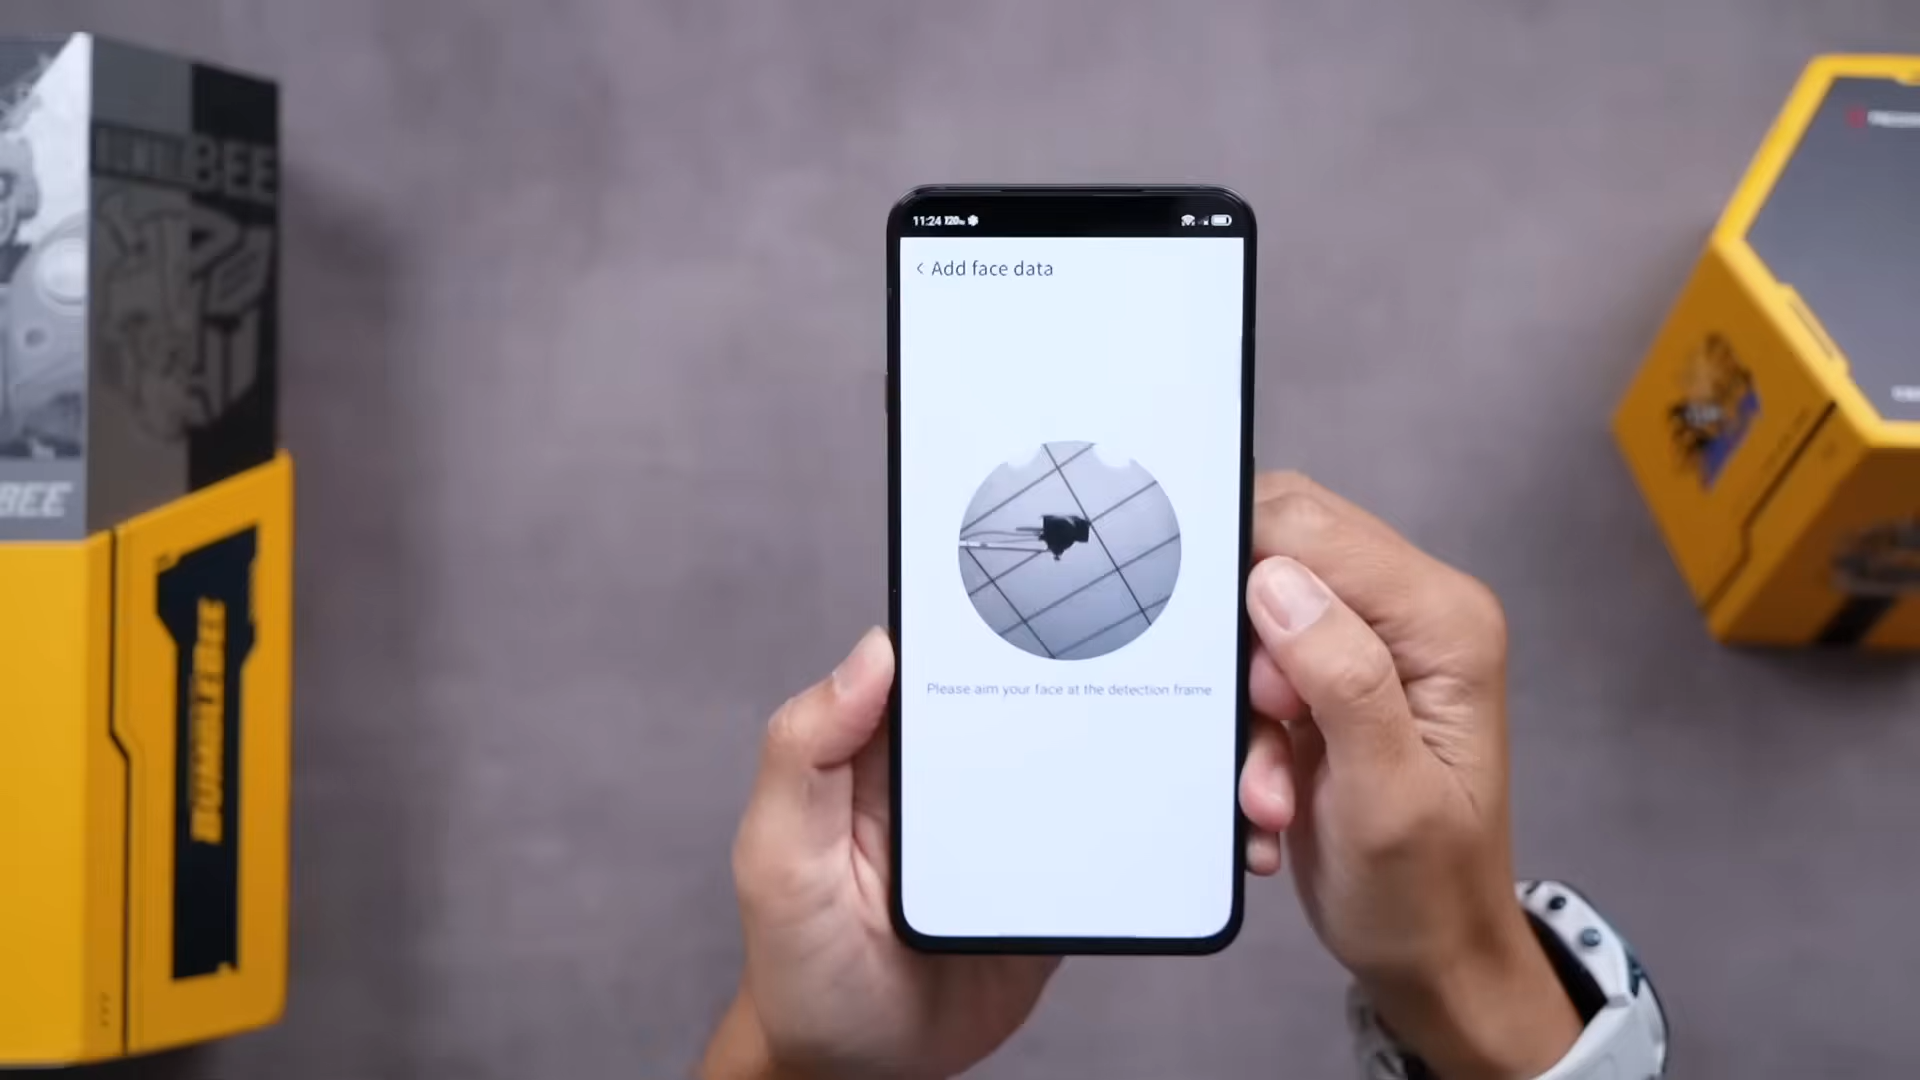 BEE
BEE
BUMBLEBEE
11:24
Add face data
Please aim your face at the detection frame